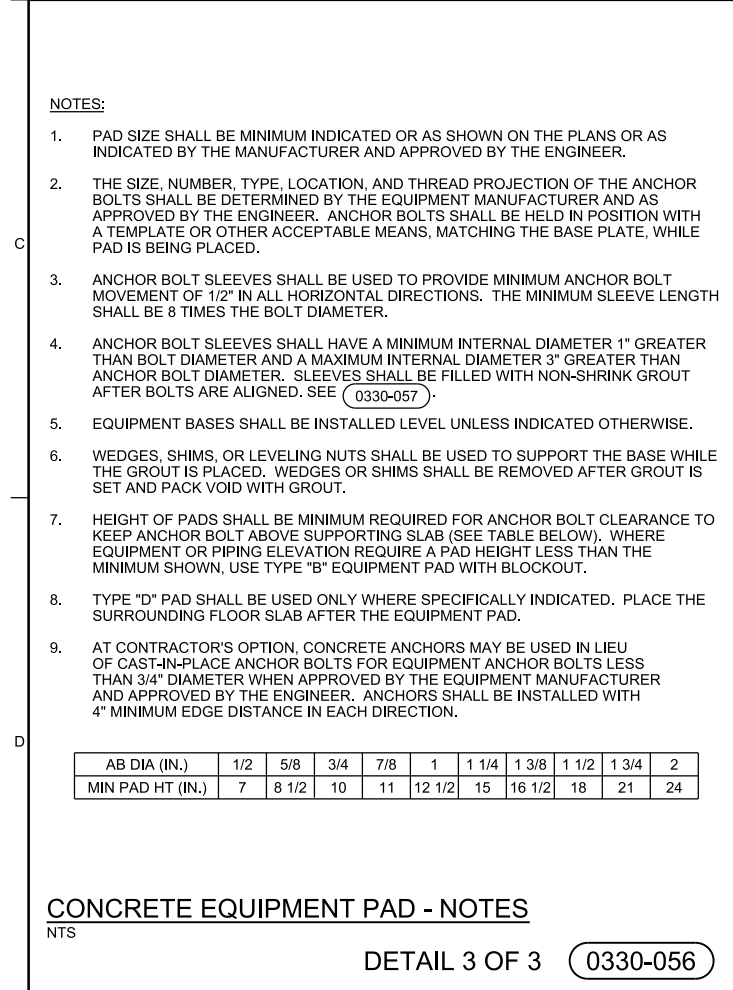 NOTES:
1. PAD SIZE SHALL BE MINIMUM INDICATED OR AS SHOWN ON THE PLANS OR AS
INDICATED BY THE MANUFACTURER AND APPROVED BY THE ENGINEER.
2. THE SIZE, NUMBER, TYPE, LOCATION, AND THREAD PROJECTION OF THE ANCHOR
BOLTS SHALL BE DETERMINED BY THE EQUIPMENT MANUFACTURER AND AS
APPROVED BY THE ENGINEER. ANCHOR BOLTS SHALL BE HELD IN POSITION WITH
A TEMPLATE OR OTHER ACCEPTABLE MEANS, MATCHING THE BASE PLATE, WHILE
PAD IS BEING PLACED.
C
3. ANCHOR BOLT SLEEVES SHALL BE USED TO PROVIDE MINIMUM ANCHOR BOLT
MOVEMENT OF 1/2" IN ALL HORIZONTAL DIRECTIONS. THE MINIMUM SLEEVE LENGTH
SHALL BE 8 TIMES THE BOLT DIAMETER.
4. ANCHOR BOLT SLEEVES SHALL HAVE A MINIMUM INTERNAL DIAMETER 1" GREATER
THAN BOLT DIAMETER AND A MAXIMUM INTERNAL DIAMETER 3" GREATER THAN
ANCHOR BOLT DIAMETER. SLEEVES SHALL BE FILLED WITH NON-SHRINK GROUT
AFTER BOLTS ARE ALIGNED. SEE 0330-057.
5. EQUIPMENT BASES SHALL BE INSTALLED LEVEL UNLESS INDICATED OTHERWISE.
6. WEDGES, SHIMS, OR LEVELING NUTS SHALL BE USED TO SUPPORT THE BASE WHILE
THE GROUT IS PLACED. WEDGES OR SHIMS SHALL BE REMOVED AFTER GROUT IS
SET AND PACK VOID WITH GROUT.
7. HEIGHT OF PADS SHALL BE MINIMUM REQUIRED FOR ANCHOR BOLT CLEARANCE TO
KEEP ANCHOR BOLT ABOVE SUPPORTING SLAB (SEE TABLE BELOW). WHERE
EQUIPMENT OR PIPING ELEVATION REQUIRE A PAD HEIGHT LESS THAN THE
MINIMUM SHOWN, USE TYPE "B" EQUIPMENT PAD WITH BLOCKOUT.
8. TYPE "D" PAD SHALL BE USED ONLY WHERE SPECIFICALLY INDICATED. PLACE THE
SURROUNDING FLOOR SLAB AFTER THE EQUIPMENT PAD.
9. AT CONTRACTOR'S OPTION, CONCRETE ANCHORS MAY BE USED IN LIEU
OF CAST-IN-PLACE ANCHOR BOLTS FOR EQUIPMENT ANCHOR BOLTS LESS
THAN 3/4" DIAMETER WHEN APPROVED BY THE EQUIPMENT MANUFACTURER
AND APPROVED BY THE ENGINEER. ANCHORS SHALL BE INSTALLED WITH
4" MINIMUM EDGE DISTANCE IN EACH DIRECTION.
D
AB DIA (IN.) 1/2 5/8 3/4 7/8 1 1 1/4 1 3/8 1 1/2 1 3/4 2
MIN PAD HT (IN.) 7 8 1/2 10 11 12 1/2 15 16 1/2 18 21 24
CONCRETE EQUIPMENT PAD - NOTES
NTS
DETAIL 3 OF 3 0330-056